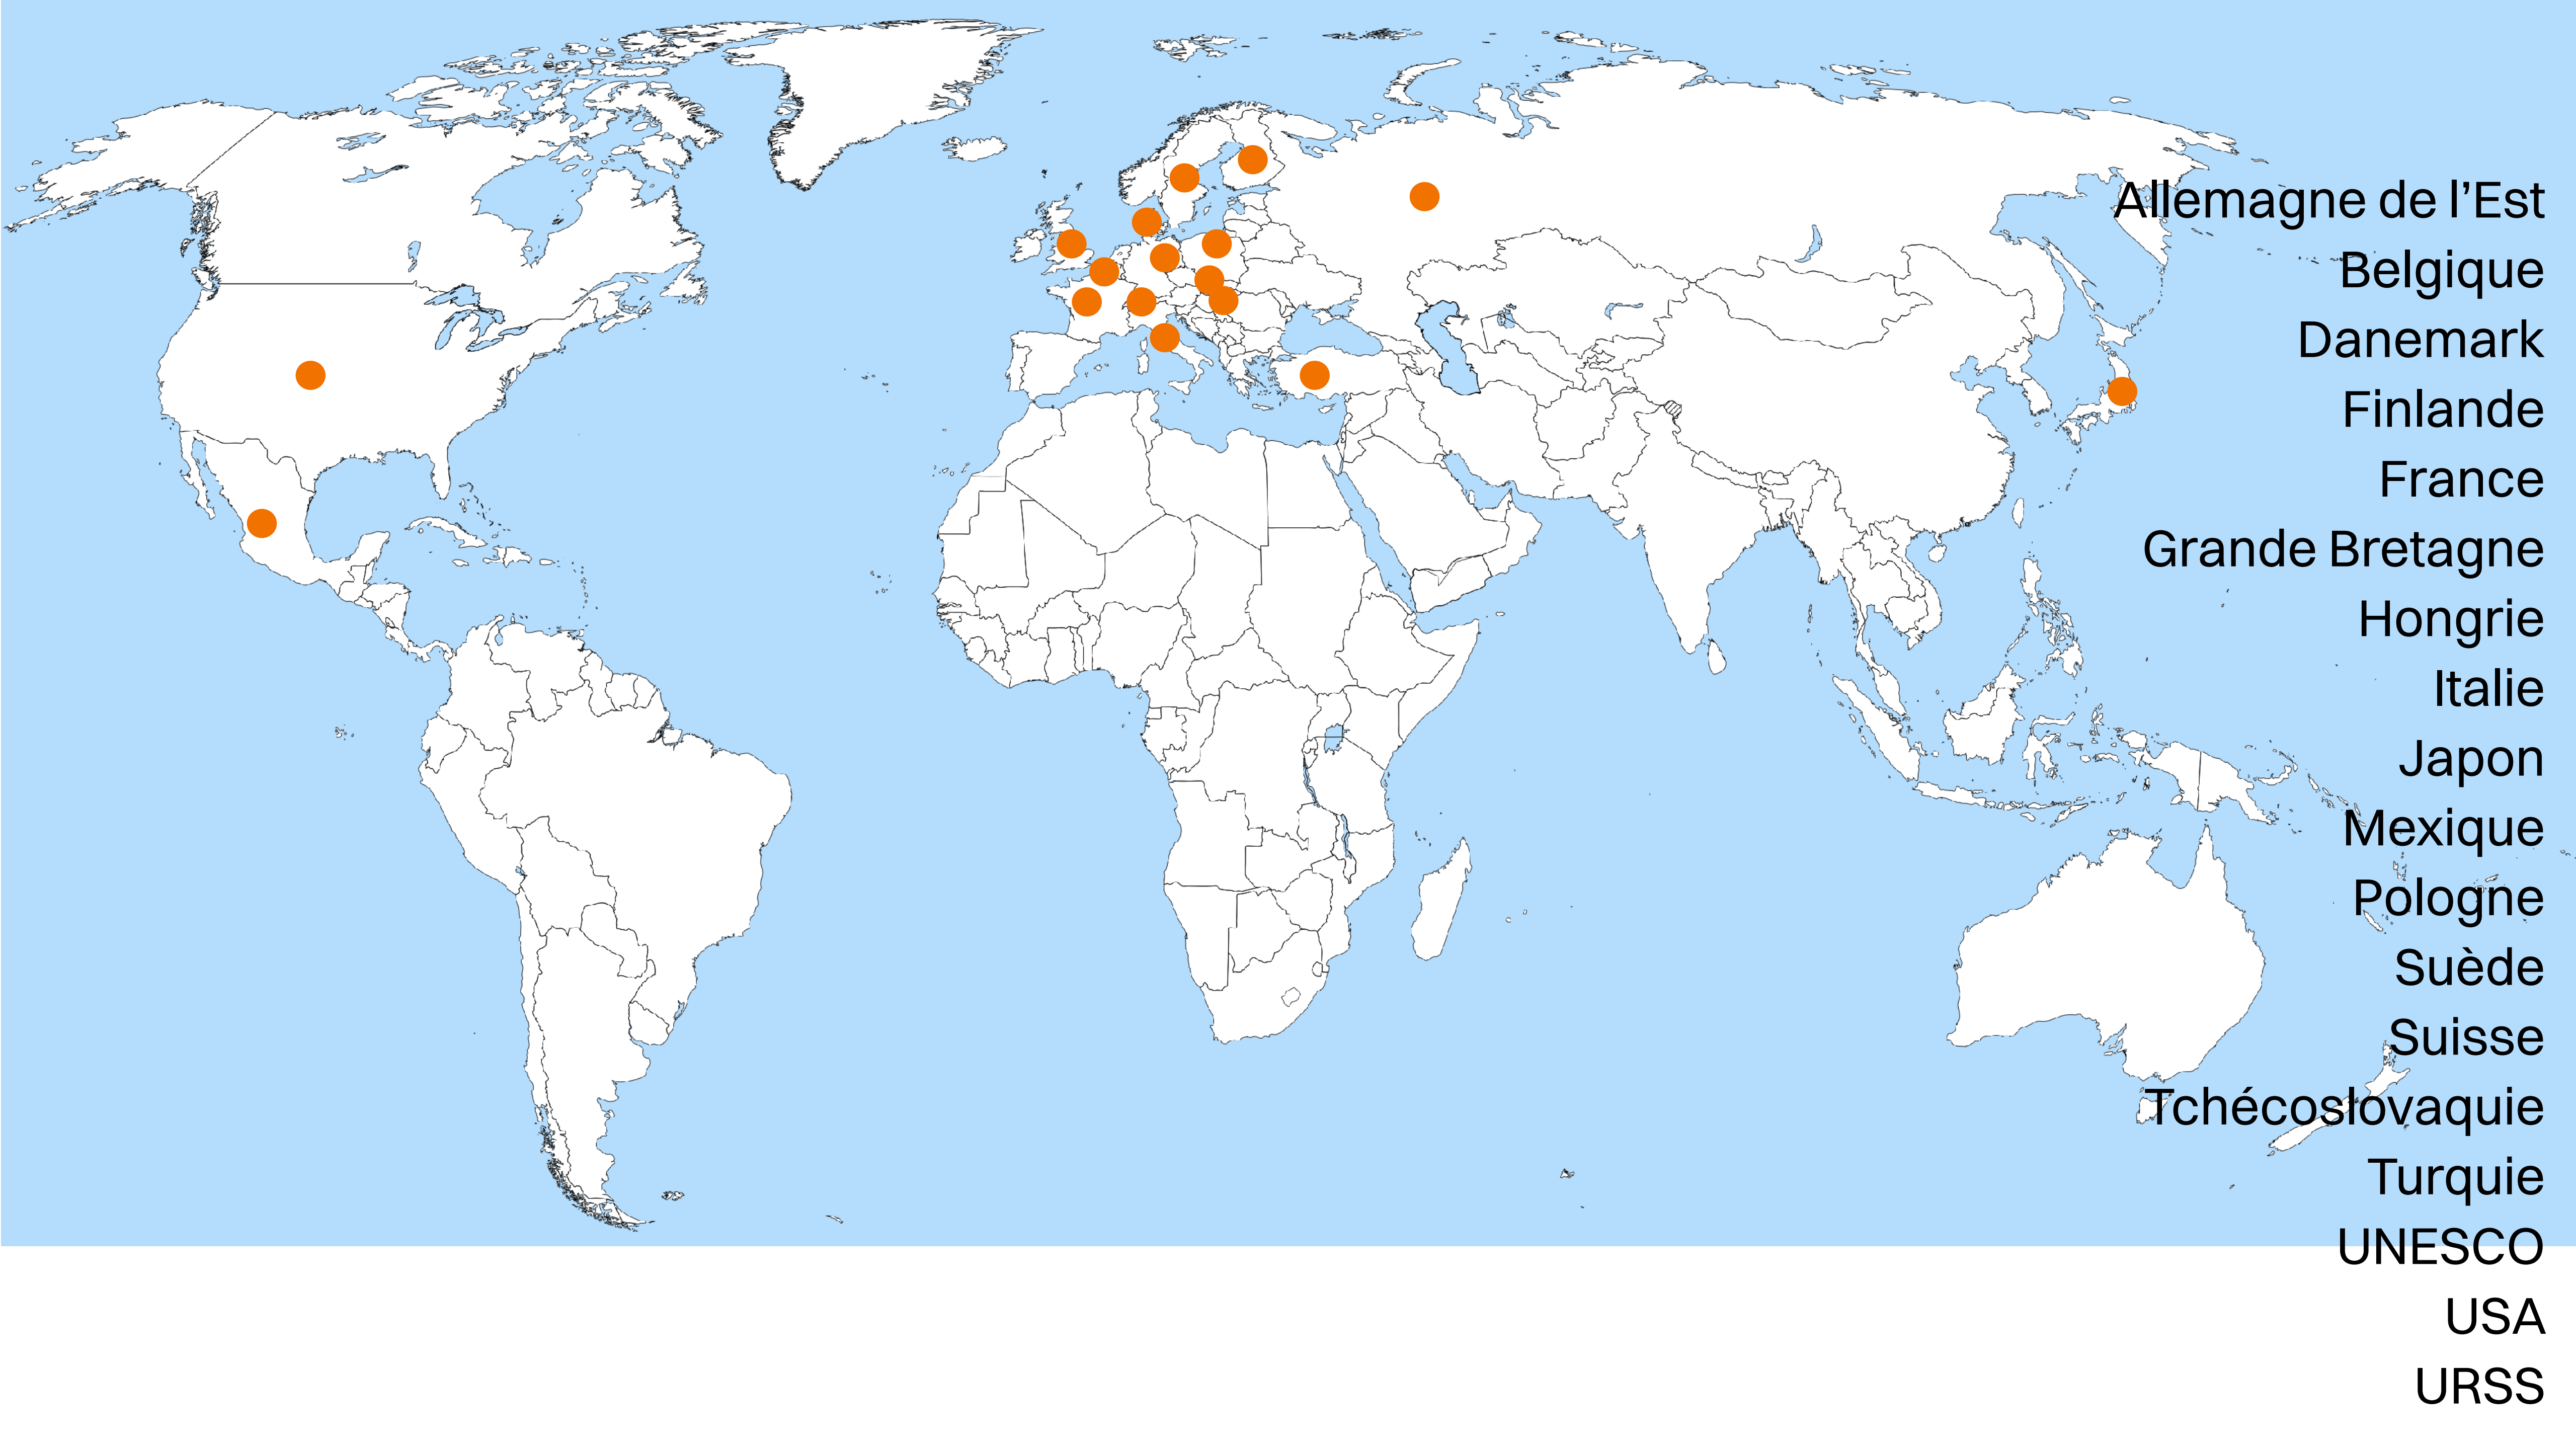 Allemagne de l’Est
Belgique
Danemark
Finlande
France
Grande Bretagne
Hongrie
Italie
Japon
Mexique
Pologne
Suède
Suisse
Tchécoslovaquie
Turquie
UNESCO
USA
URSS